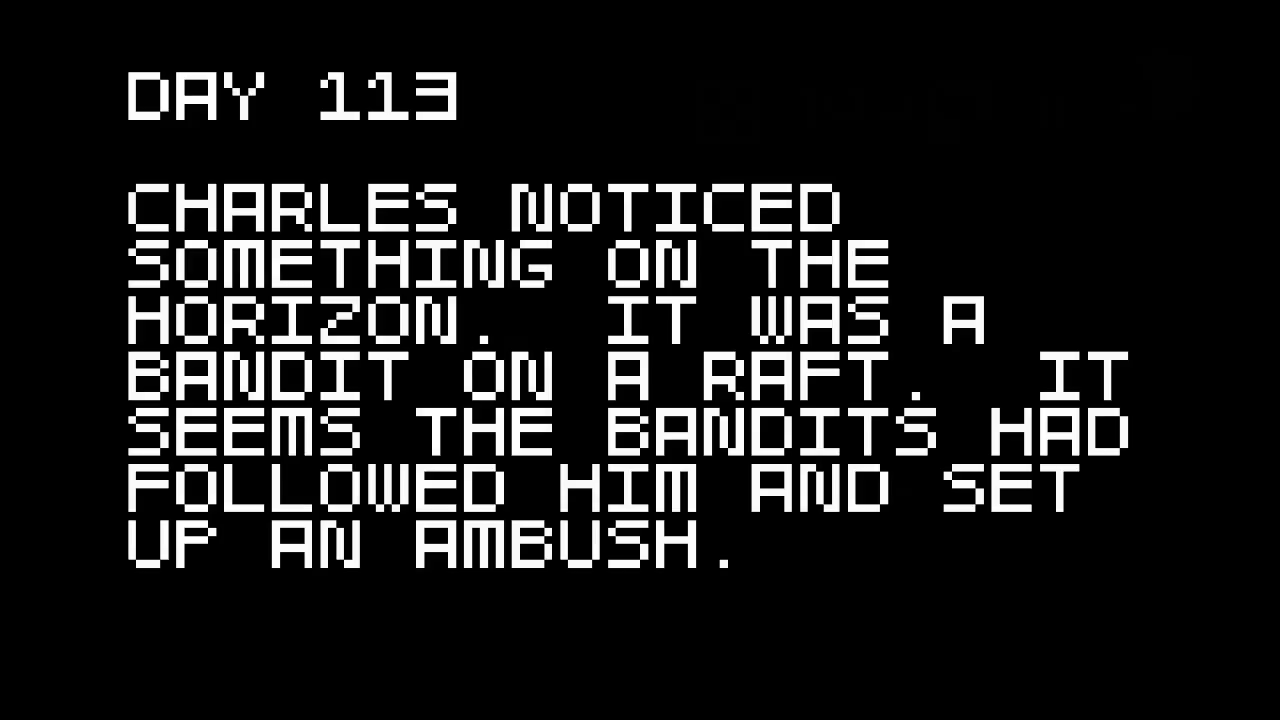 DAY 113
CHARLES NOTICED
SOMETHING ON THE
HORIZON. IT WAS A
BANDIT ON A RAFT. IT
SEEMS THE BANDITS HAD
FOLLOWED HIM AND SET
UP AN AMBUSH.